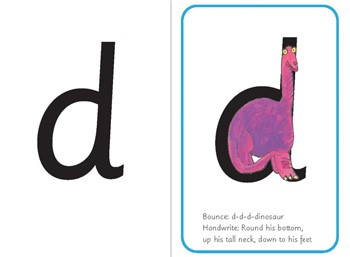 d
d
Bounce: d-d-d-dinosaur
Handwrite: Round his bottom,
up his tall neck, down to his feet